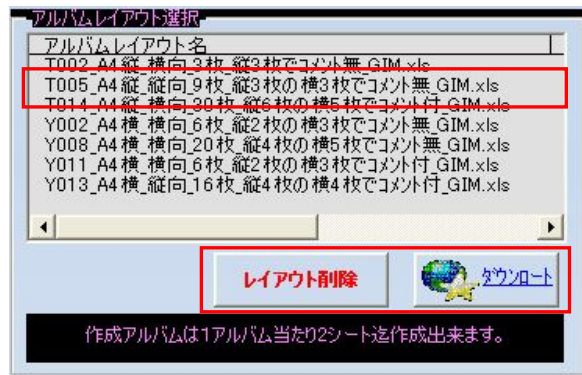 アルバムレイアウト選択
アルバムレイアウト名
T002_A4縦_横向_3枚_縦3枚でコメント無_GIM.xls
T005_A4縦_縦向_9枚_縦3枚の横3枚でコメント無_GIM.xls
T014_A4縦_横向_30枚_縦6枚の横5枚でコメント付_GIM.xls
Y002_A4横_横向_6枚_縦2枚の横3枚でコメント無_GIM.xls
Y008_A4横_横向_20枚_縦4枚の横5枚でコメント無_GIM.xls
Y011_A4横_横向_6枚_縦2枚の横3枚でコメント付_GIM.xls
Y013_A4横_縦向_16枚_縦4枚の横4枚でコメント付_GIM.xls
レイアウト削除
ダウンロート
作成アルバムは1アルバム当たり2シート迄作成出来ます。